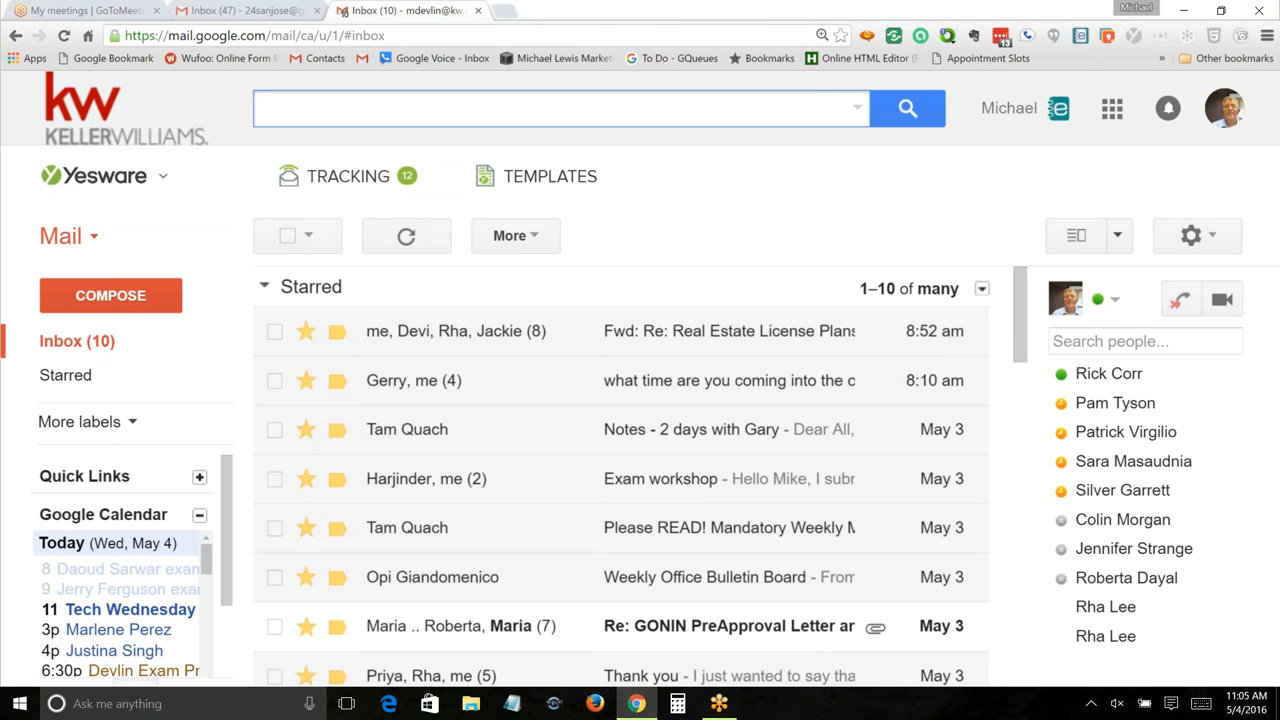 Michael
My meetings | GoToMeeti
Inbox (47) - 24sanjose@g
Inbox (10) - mdevlin@kw
https://mail.google.com/mail/ca/u/1/#inbox
13
Apps Google Bookmark Wufoo: Online Form Contacts Google Voice - Inbox Michael Lewis Market To Do - GQueues Bookmarks Online HTML Editor Appointment Slots » Other bookmarks
kw
KELLERWILLIAMS.
Michael
Yesware
TRACKING 12 TEMPLATES
Mail
More
COMPOSE
Starred
1–10 of many
Inbox (10)
Starred
More labels
Quick Links
Google Calendar
Today (Wed, May 4)
8 Daoud Sarwar exam
9 Jerry Ferguson exa
11 Tech Wednesday
3p Marlene Perez
4p Justina Singh
6:30p Devlin Exam Pr
me, Devi, Rha, Jackie (8) Fwd: Re: Real Estate License Plans 8:52 am
Gerry, me (4) what time are you coming into the o 8:10 am
Tam Quach Notes - 2 days with Gary - Dear All, May 3
Harjinder, me (2) Exam workshop - Hello Mike, I subr May 3
Tam Quach Please READ! Mandatory Weekly M May 3
Opi Giandomenico Weekly Office Bulletin Board - From May 3
Maria .. Roberta, Maria (7) Re: GONIN PreApproval Letter ar May 3
Priya, Rha, me (5) Thank you - I just wanted to say tha May 3
Search people...
Rick Corr
Pam Tyson
Patrick Virgilio
Sara Masaudnia
Silver Garrett
Colin Morgan
Jennifer Strange
Roberta Dayal
Rha Lee
Rha Lee
Ask me anything
11:05 AM
5/4/2016